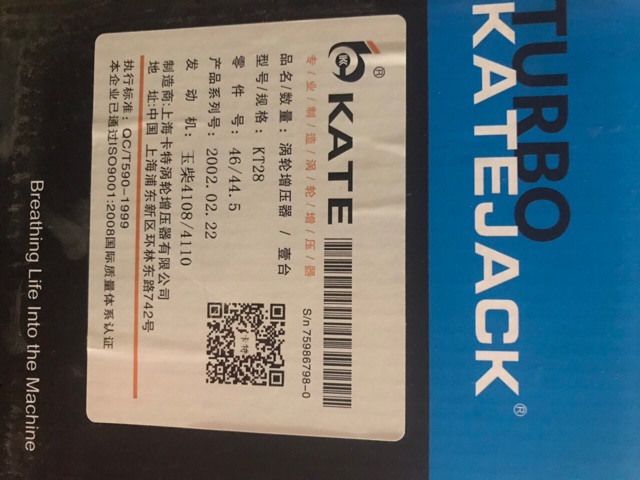 TURBO
KATEJACK®
KATE®
S/n 75986798-0
专/业/制/造/涡/轮/增/压/器
品名/数量: 涡轮增压器 / 壹台
型号/规格: KT28
零 件 号: 46/44.5
产品系列号: 2002.02.22
发 动 机: 玉柴4108/4110
卡特
制造商:上海卡特涡轮增压器有限公司
地 址:中国 上海浦东新区环林东路742号
执行标准: QC/T590-1999
本企业已通过ISO9001:2008国际质量体系认证
Breathing Life Into the Machine